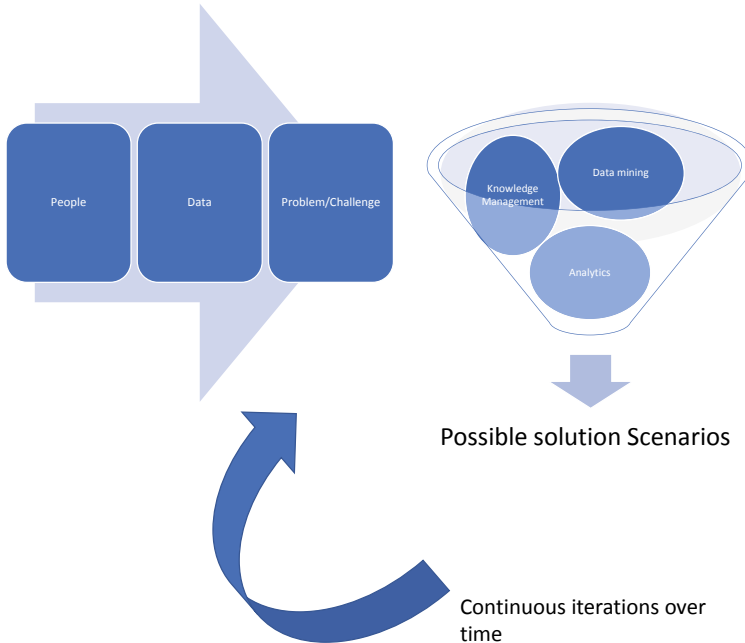 People
Data
Problem/Challenge
Knowledge
Management
Data mining
Analytics
Possible solution Scenarios
Continuous iterations over
time